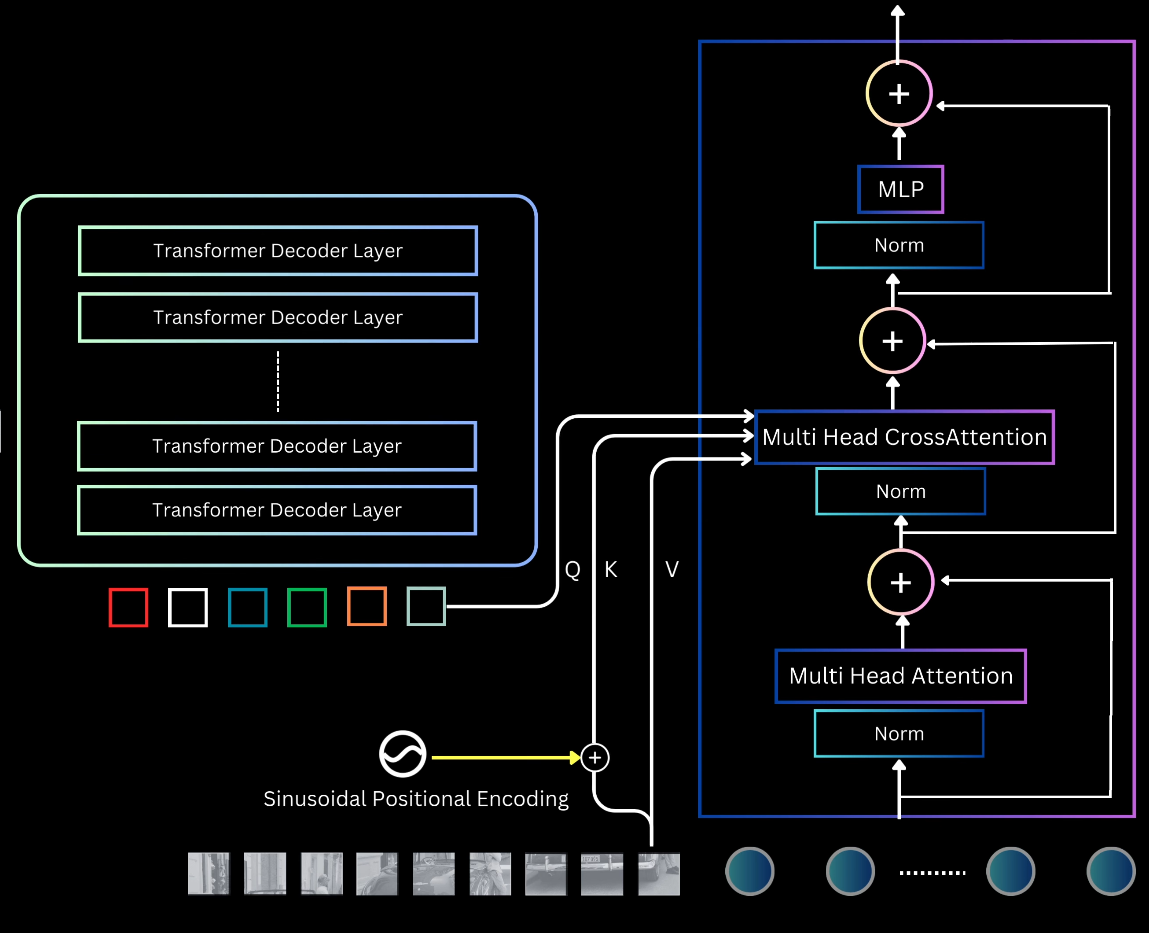 Transformer Decoder Layer
Transformer Decoder Layer
Transformer Decoder Layer
Transformer Decoder Layer
Q
K
V
Sinusoidal Positional Encoding
+
+
MLP
Norm
+
Multi Head CrossAttention
Norm
+
Multi Head Attention
Norm